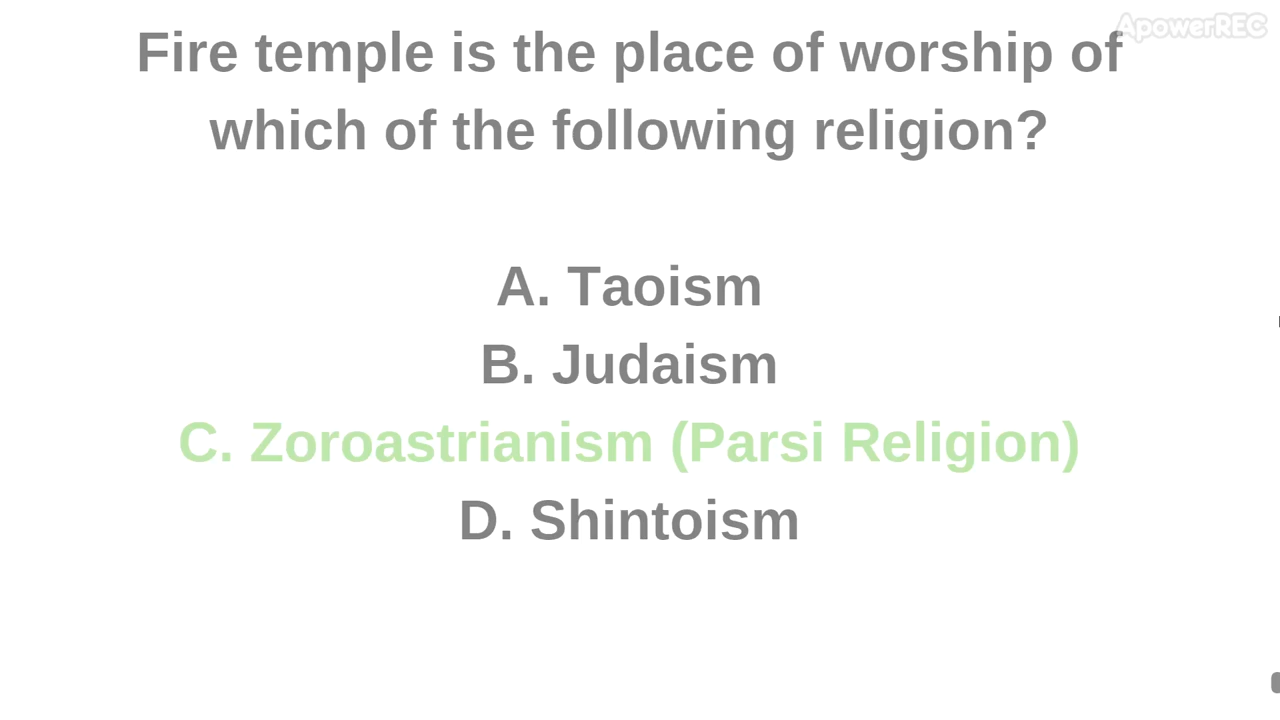 ApowerREC
Fire temple is the place of worship of
which of the following religion?
A. Taoism
B. Judaism
C. Zoroastrianism (Parsi Religion)
D. Shintoism